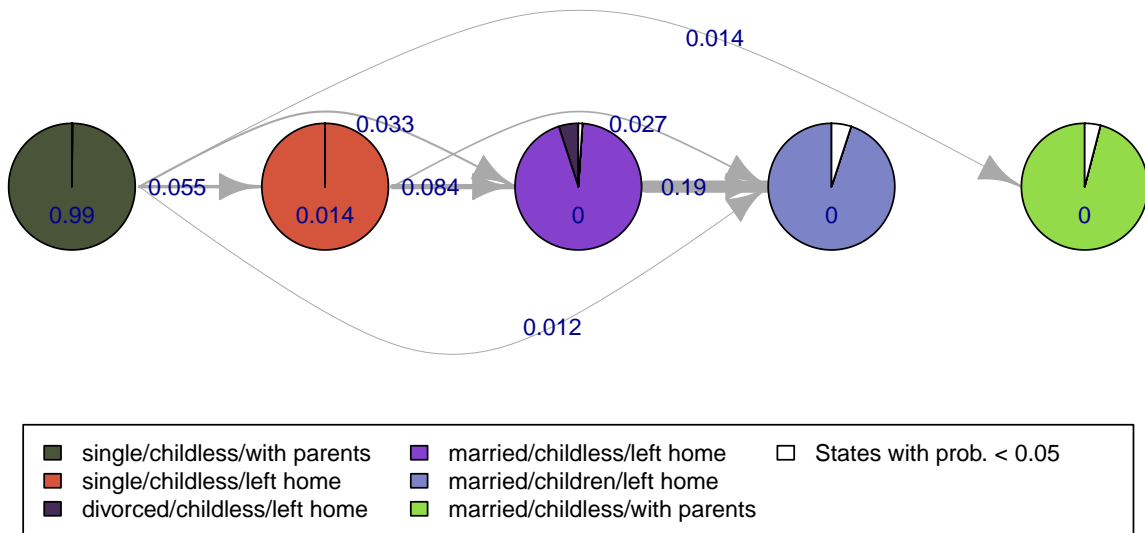 0.014
0.033
0.027
0.055
0.084
0.19
0.99
0.014
0
0
0
0.012
single/childless/with parents
married/childless/left home
States with prob. < 0.05
single/childless/left home
married/children/left home
divorced/childless/left home
married/childless/with parents